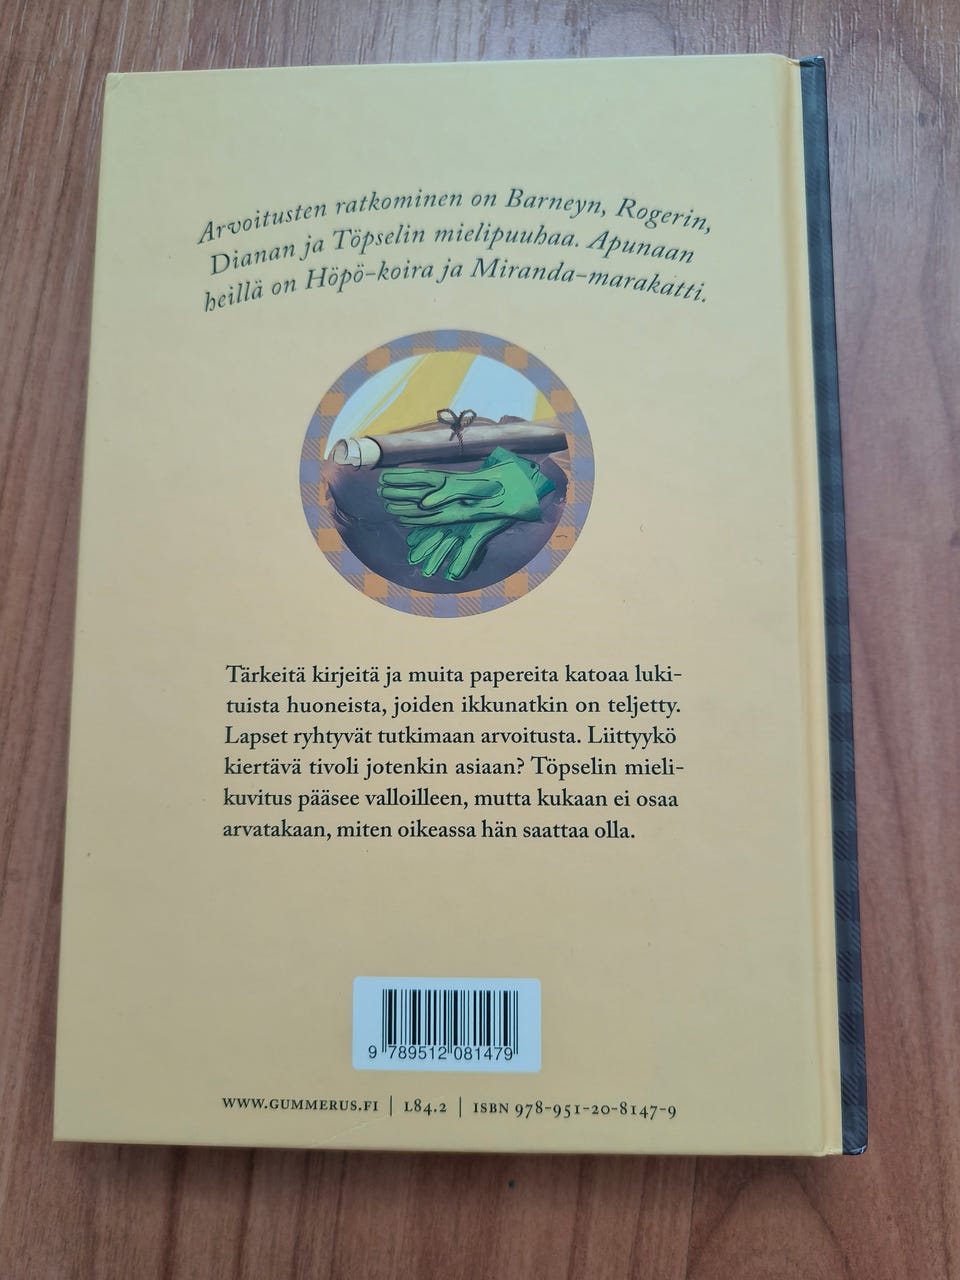 Arvoitusten ratkominen on Barneyn, Rogerin,
Dianan ja Töpselin mielipuuhaa. Apunaan
heillä on Höpö-koira ja Miranda-marakatti.
Tärkeitä kirjeitä ja muita papereita katoaa luki-
tuista huoneista, joiden ikkunatkin on teljetty.
Lapset ryhtyvät tutkimaan arvoitusta. Liittyykö
kiertävä tivoli jotenkin asiaan? Töpselin mieli-
kuvitus pääsee valloilleen, mutta kukaan ei osaa
arvatakaan, miten oikeassa hän saattaa olla.
9 789512 081479
WWW.GUMMERUS.FI | L84.2 | ISBN 978-951-20-8147-9